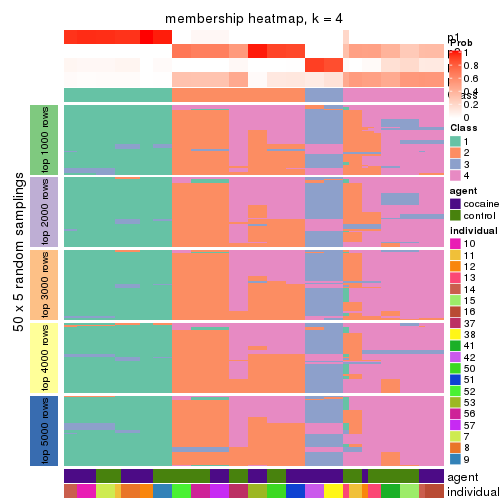 membership heatmap, k = 4
p1
Prob
1
0.8
0.6
0.4
0.2
0
Class
1
2
3
4
agent
cocaine
control
individual
10
11
12
13
14
15
16
37
38
41
42
50
51
52
53
56
57
7
8
9
50 x 5 random samplings
top 1000 rows
top 2000 rows
top 3000 rows
top 4000 rows
top 5000 rows
agent
individual